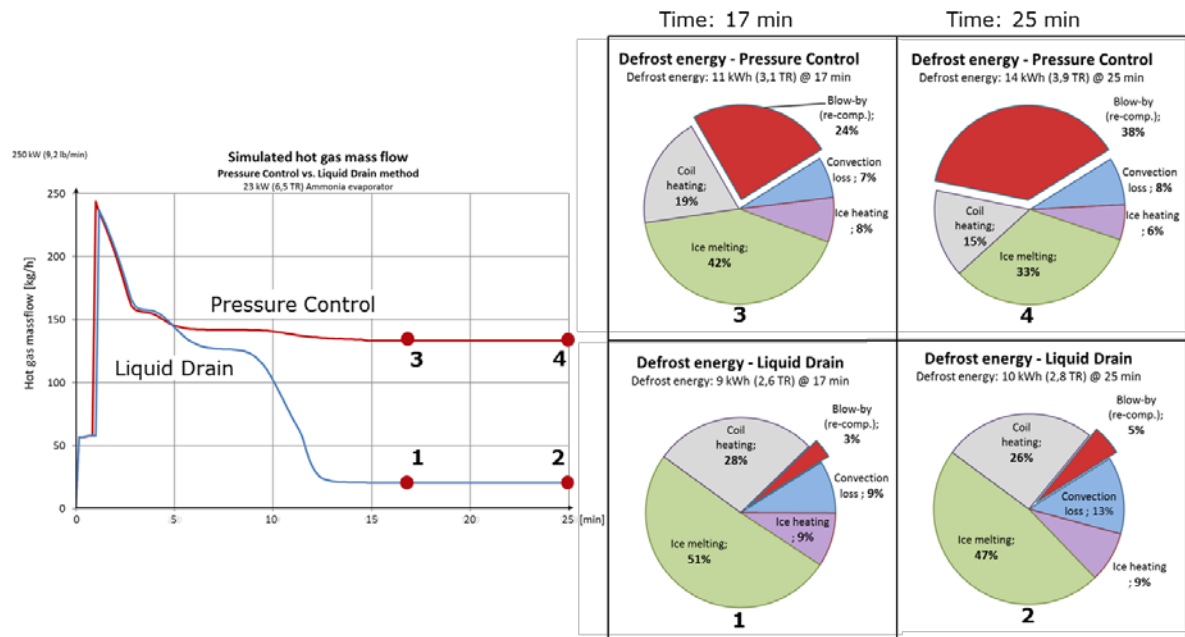 Time: 17 min
Time: 25 min
250 kW (9,2 lb/min)
Simulated hot gas mass flow
Pressure Control vs. Liquid Drain method
23 kW (6,5 TR) Ammonia evaporator
Hot gas massflow [kg/h]
250
200
150
100
50
0
0
5
10
15
20
25
[min]
Pressure Control
Liquid Drain
3
4
1
2
Defrost energy - Pressure Control
Defrost energy: 11 kWh (3,1 TR) @ 17 min
Blow-by
(re-comp.);
24%
Convection
loss ; 7%
Ice heating
; 8%
Ice melting;
42%
Coil
heating;
19%
3
Defrost energy - Pressure Control
Defrost energy: 14 kWh (3,9 TR) @ 25 min
Blow-by
(re-comp.);
38%
Convection
loss ; 8%
Ice heating
; 6%
Ice melting;
33%
Coil
heating;
15%
4
Defrost energy - Liquid Drain
Defrost energy: 9 kWh (2,6 TR) @ 17 min
Blow-by
(re-comp.);
3%
Convection
loss ; 9%
Ice heating
; 9%
Ice melting;
51%
Coil
heating;
28%
1
Defrost energy - Liquid Drain
Defrost energy: 10 kWh (2,8 TR) @ 25 min
Blow-by
(re-comp.);
5%
Convection
loss ; 13%
Ice heating
; 9%
Ice melting;
47%
Coil
heating;
26%
2